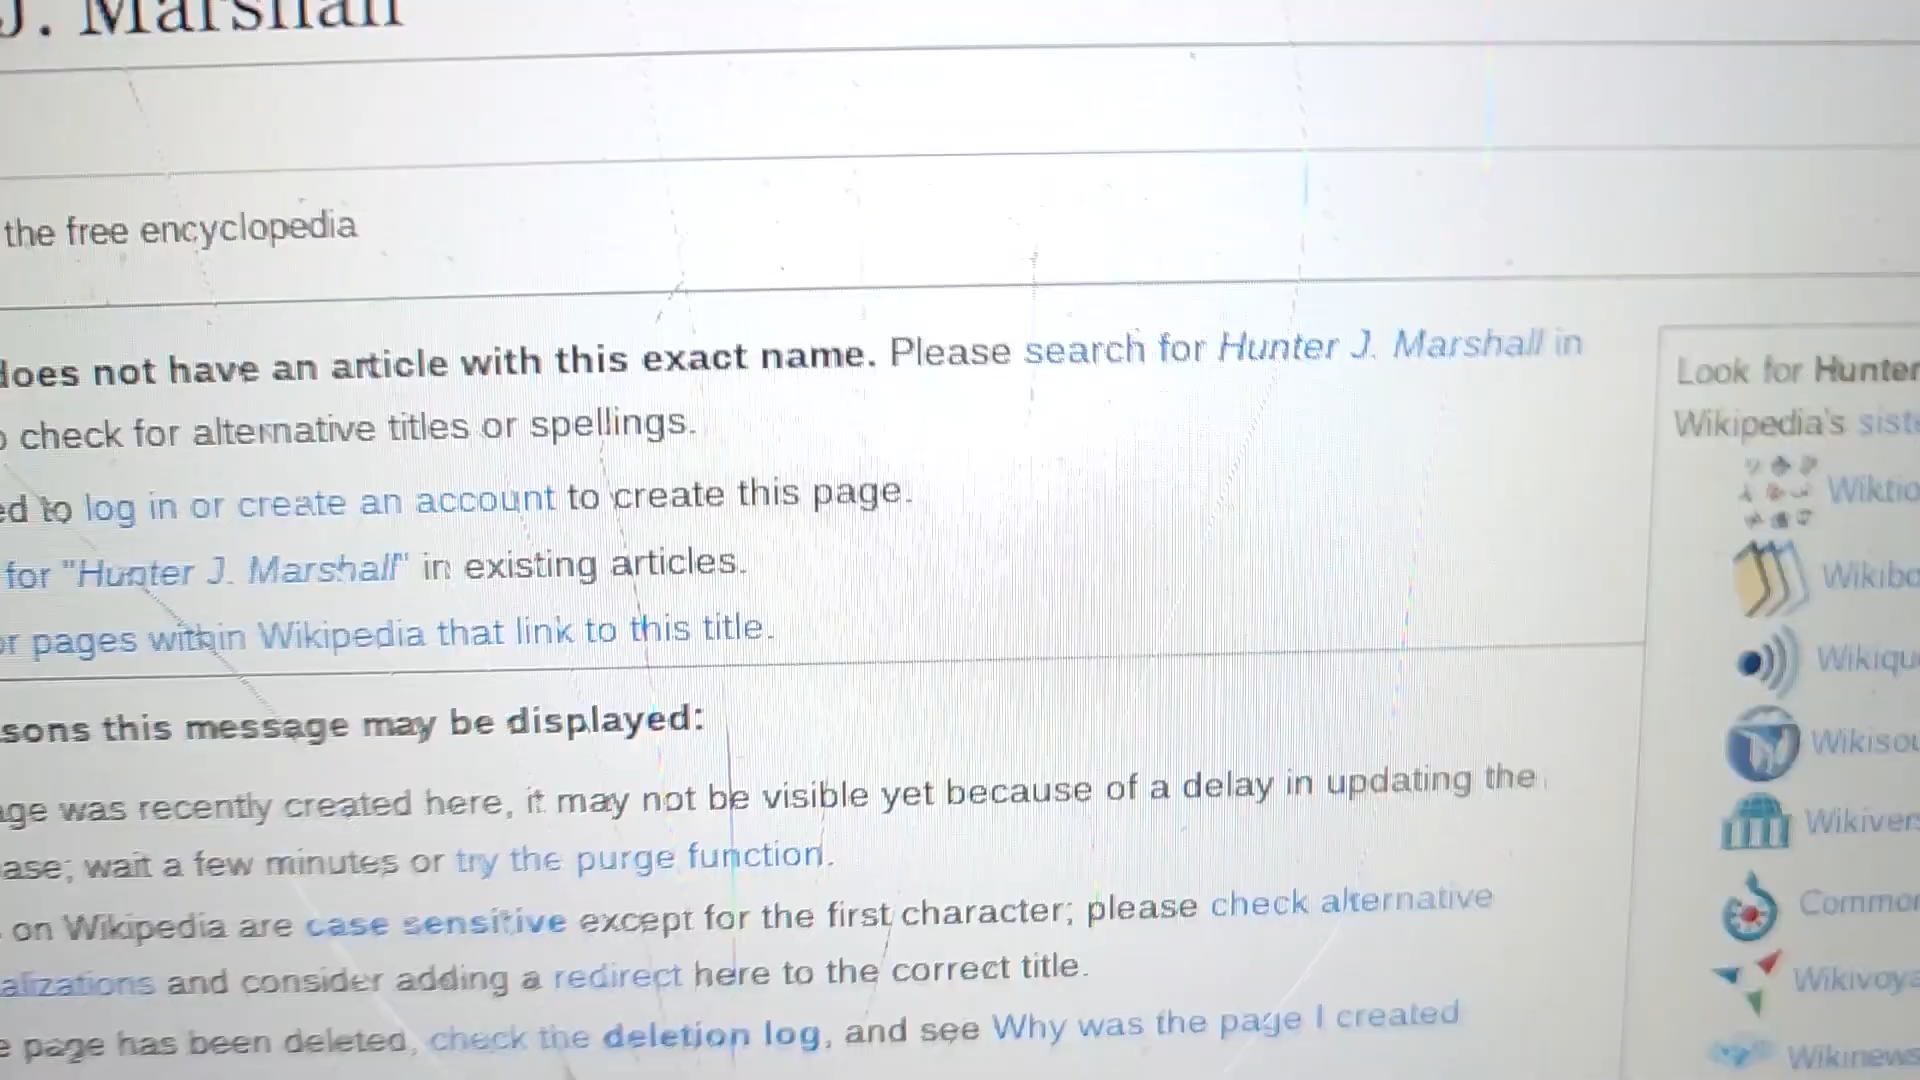 J. Marshall
the free encyclopedia
does not have an article with this exact name. Please search for Hunter J. Marshall in
check for alternative titles or spellings.
to log in or create an account to create this page.
for "Hunter J. Marshall" in existing articles.
pages within Wikipedia that link to this title.
sons this message may be displayed:
was recently created here, it may not be visible yet because of a delay in updating the
ase; wait a few minutes or try the purge function.
on Wikipedia are case sensitive except for the first character; please check alternative
alizations and consider adding a redirect here to the correct title.
e page has been deleted, check the deletion log, and see Why was the page I created
Look for Hunter
Wikipedia's siste
Wiktio
Wikibo
Wikiqu
Wikisou
Wikivers
Common
Wikivoya
Wikinews